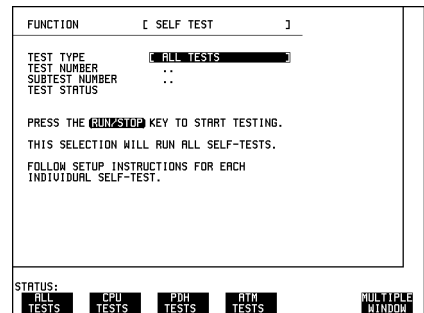 FUNCTION [ SELF TEST ]
TEST TYPE [ ALL TESTS ]
TEST NUMBER ..
SUBTEST NUMBER ..
TEST STATUS
PRESS THE RUN/STOP KEY TO START TESTING.
THIS SELECTION WILL RUN ALL SELF-TESTS.
FOLLOW SETUP INSTRUCTIONS FOR EACH
INDIVIDUAL SELF-TEST.
STATUS:
ALL TESTS
CPU TESTS
PDH TESTS
ATM TESTS
MULTIPLE WINDOW